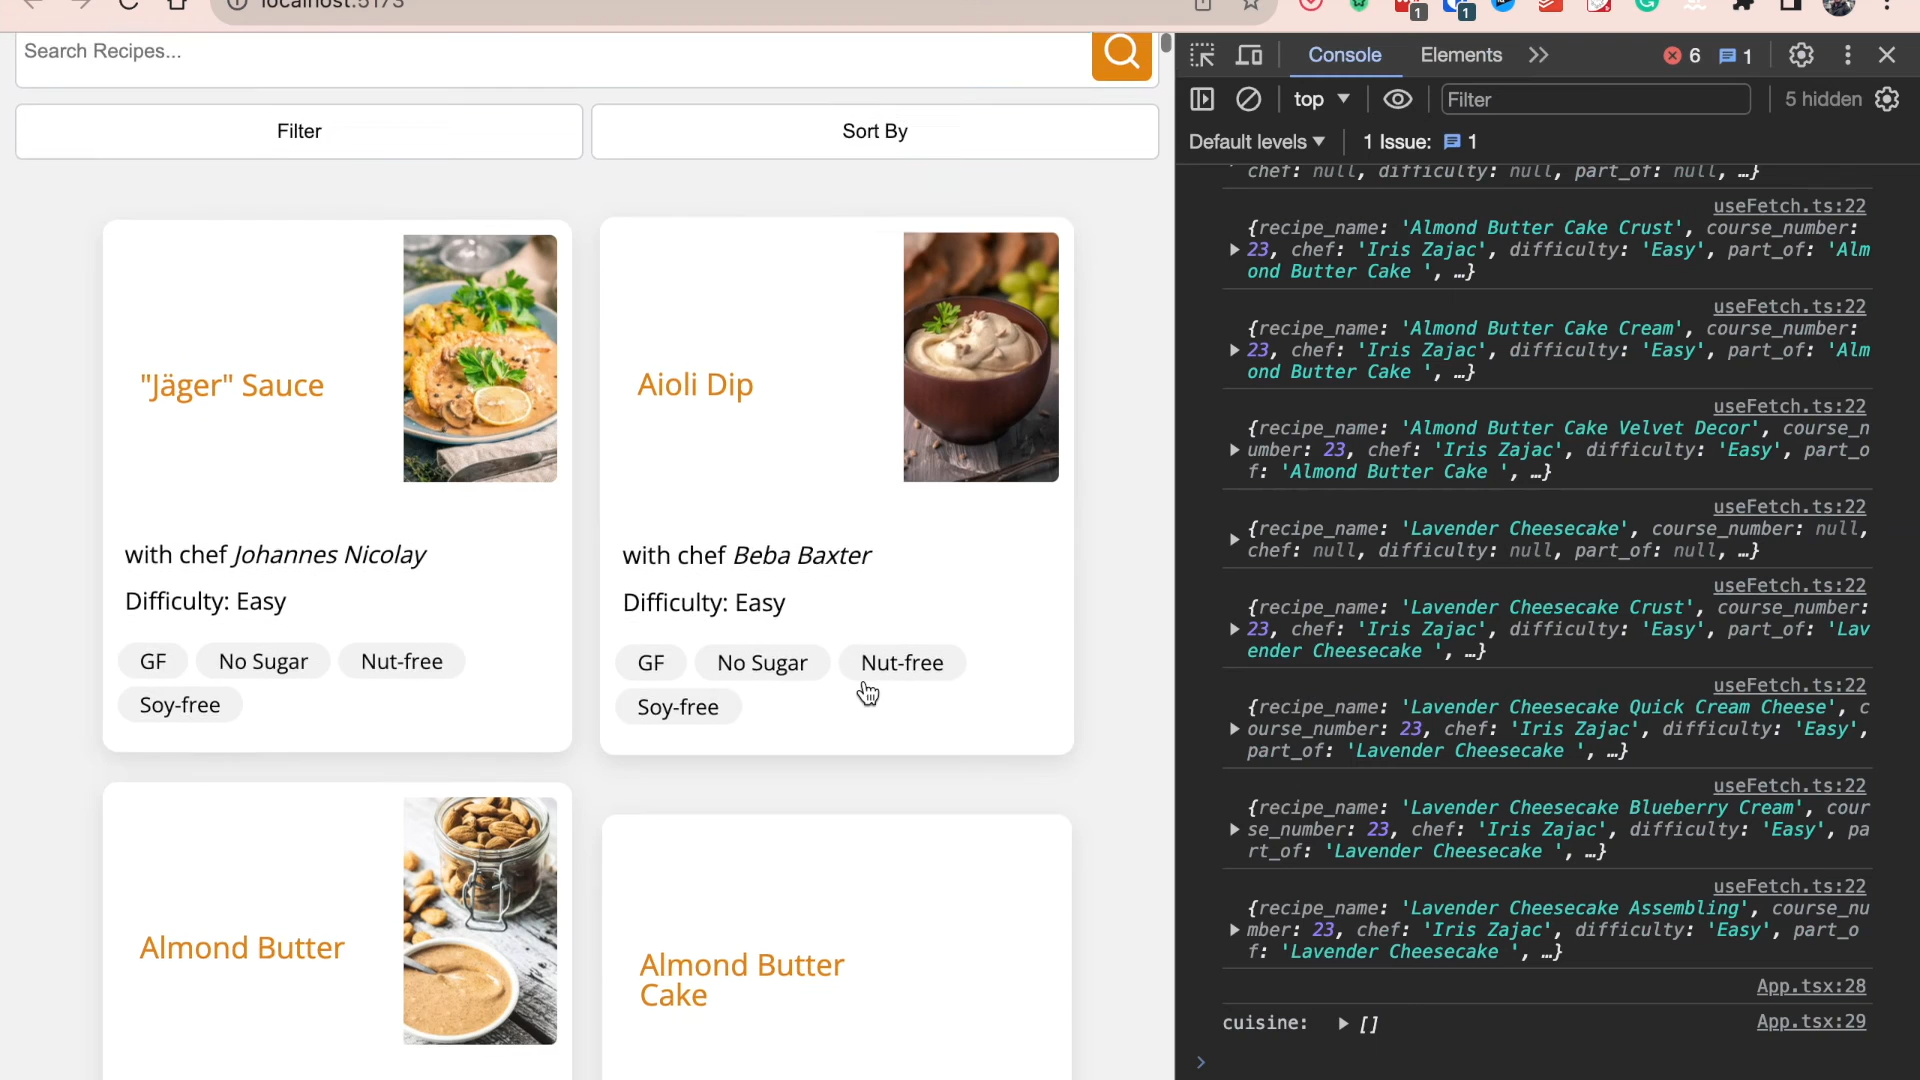 localhost:5173
1
1
Search Recipes...
Filter
Sort By
"Jäger" Sauce
with chef Johannes Nicolay
Difficulty: Easy
GF
No Sugar
Nut-free
Soy-free
Aioli Dip
with chef Beba Baxter
Difficulty: Easy
GF
No Sugar
Nut-free
Soy-free
Almond Butter
Almond Butter
Cake
Console
Elements
6
1
top
Filter
5 hidden
Default levels
1 Issue:
1
chef: null, difficulty: null, part_of: null, …}
useFetch.ts:22
{recipe_name: 'Almond Butter Cake Crust', course_number:
23, chef: 'Iris Zajac', difficulty: 'Easy', part_of: 'Alm
ond Butter Cake ', …}
useFetch.ts:22
{recipe_name: 'Almond Butter Cake Cream', course_number:
23, chef: 'Iris Zajac', difficulty: 'Easy', part_of: 'Alm
ond Butter Cake ', …}
useFetch.ts:22
{recipe_name: 'Almond Butter Cake Velvet Decor', course_n
umber: 23, chef: 'Iris Zajac', difficulty: 'Easy', part_o
f: 'Almond Butter Cake ', …}
useFetch.ts:22
{recipe_name: 'Lavender Cheesecake', course_number: null,
chef: null, difficulty: null, part_of: null, …}
useFetch.ts:22
{recipe_name: 'Lavender Cheesecake Crust', course_number:
23, chef: 'Iris Zajac', difficulty: 'Easy', part_of: 'Lav
ender Cheesecake ', …}
useFetch.ts:22
{recipe_name: 'Lavender Cheesecake Quick Cream Cheese', c
ourse_number: 23, chef: 'Iris Zajac', difficulty: 'Easy',
part_of: 'Lavender Cheesecake ', …}
useFetch.ts:22
{recipe_name: 'Lavender Cheesecake Blueberry Cream', cour
se_number: 23, chef: 'Iris Zajac', difficulty: 'Easy', pa
rt_of: 'Lavender Cheesecake ', …}
useFetch.ts:22
{recipe_name: 'Lavender Cheesecake Assembling', course_nu
mber: 23, chef: 'Iris Zajac', difficulty: 'Easy', part_o
f: 'Lavender Cheesecake ', …}
App.tsx:28
cuisine: []
App.tsx:29